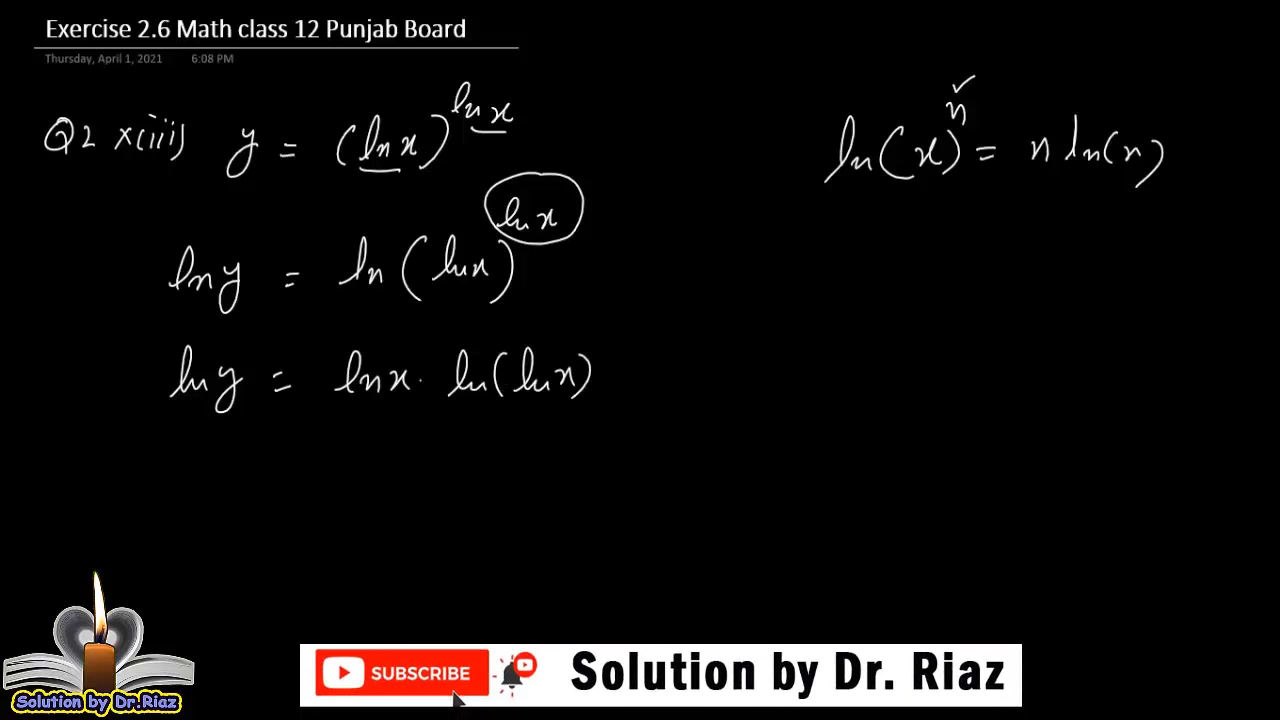 Exercise 2.6 Math class 12 Punjab Board
Thursday, April 1, 2021 6:08 PM
Q2 x(iii) y = (ln x)^ln x
ln (x)^n = n ln(x)
ln y = ln (ln x)^ln x
ln y = ln x · ln (ln x)
SUBSCRIBE
Solution by Dr. Riaz
Solution by Dr.Riaz